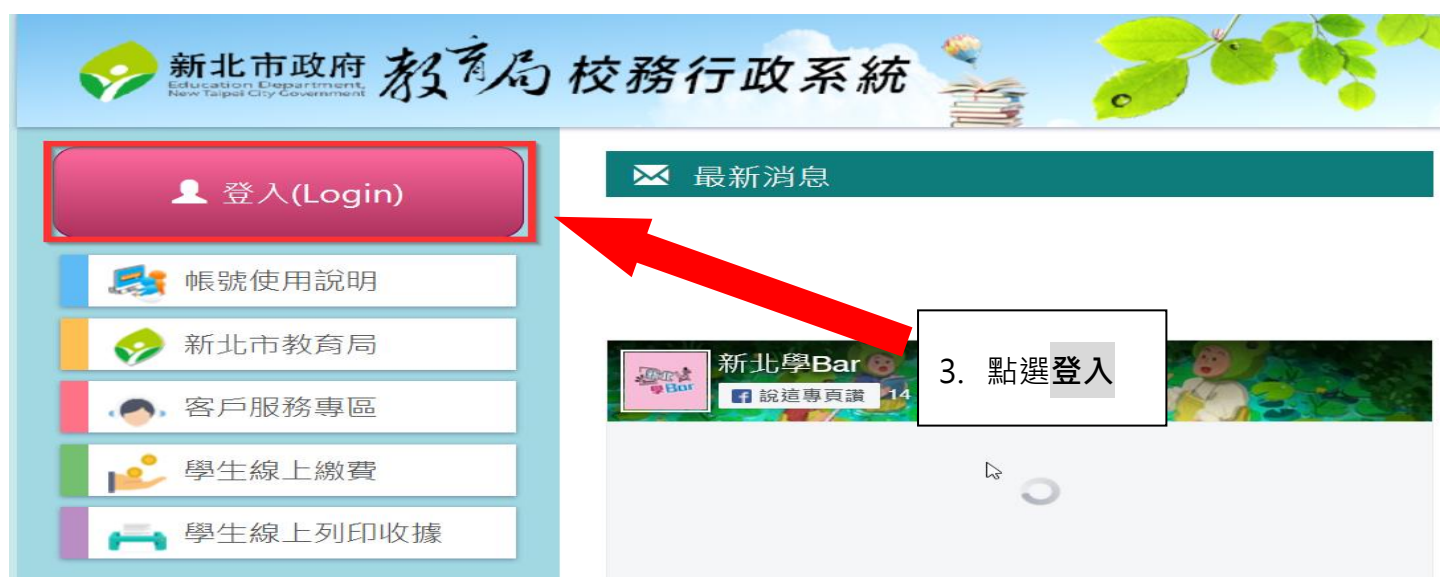 新北市政府 教育局 校務行政系統
Education Department,
New Taipei City Government
登入(Login)
帳號使用說明
新北市教育局
客戶服務專區
學生線上繳費
學生線上列印收據
最新消息
新北學Bar
說這專頁讚 14
Bar
3. 點選登入